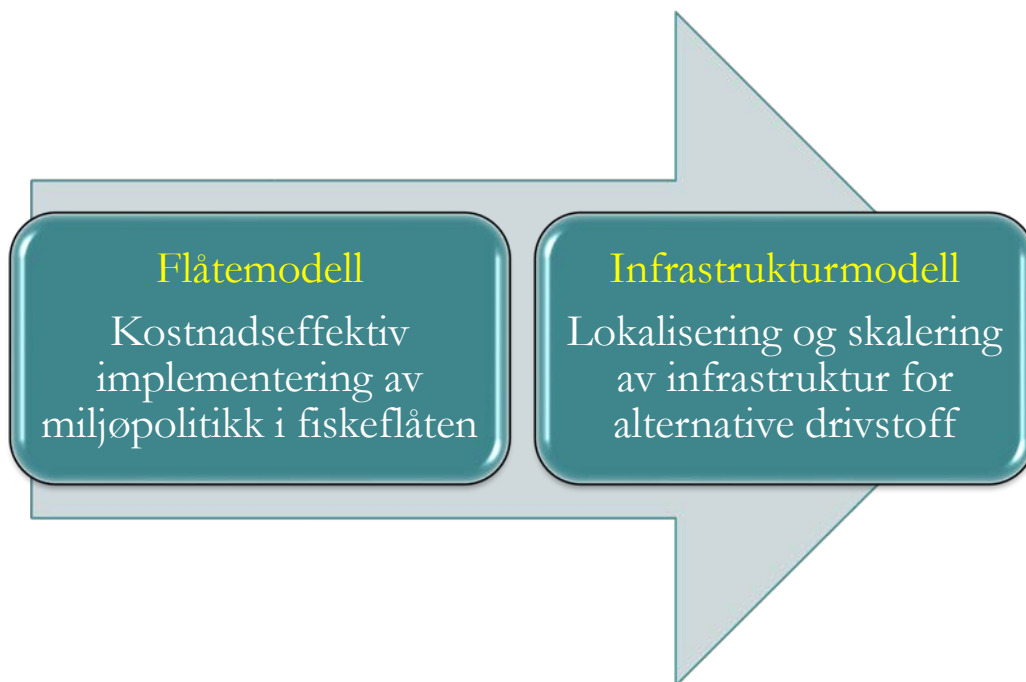 Flåtemodell
Kostnadseffektiv
implementering av
miljøpolitikk i fiskeflåten
Infrastrukturmodell
Lokalisering og skalering
av infrastruktur for
alternative drivstoff